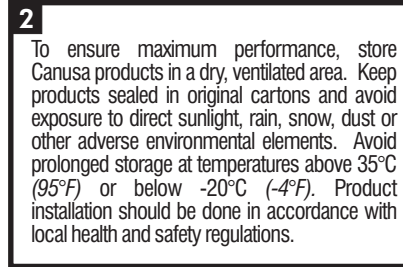 2
To ensure maximum performance, store
Canusa products in a dry, ventilated area. Keep
products sealed in original cartons and avoid
exposure to direct sunlight, rain, snow, dust or
other adverse environmental elements. Avoid
prolonged storage at temperatures above 35°C
(95°F) or below -20°C (-4°F). Product
installation should be done in accordance with
local health and safety regulations.